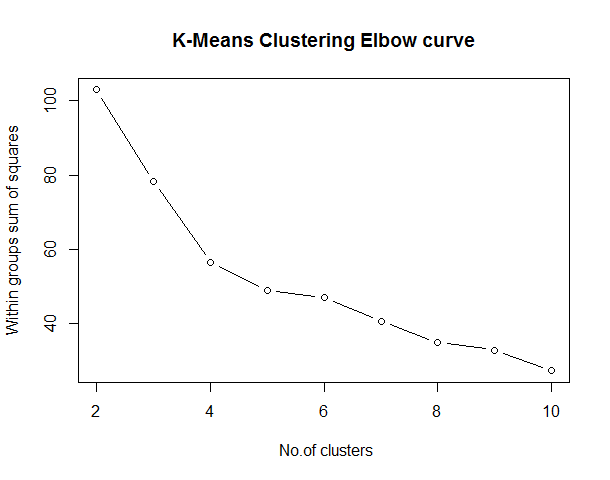 K-Means Clustering Elbow curve
Within groups sum of squares
100
80
60
40
2 4 6 8 10
No.of clusters